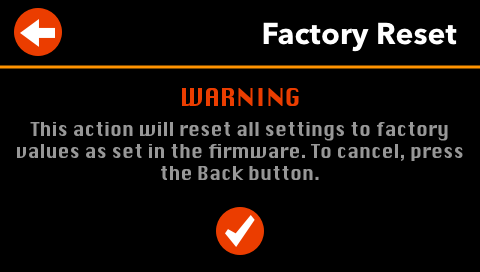 Factory Reset
WARNING
This action will reset all settings to factory
values as set in the firmware. To cancel, press
the Back button.